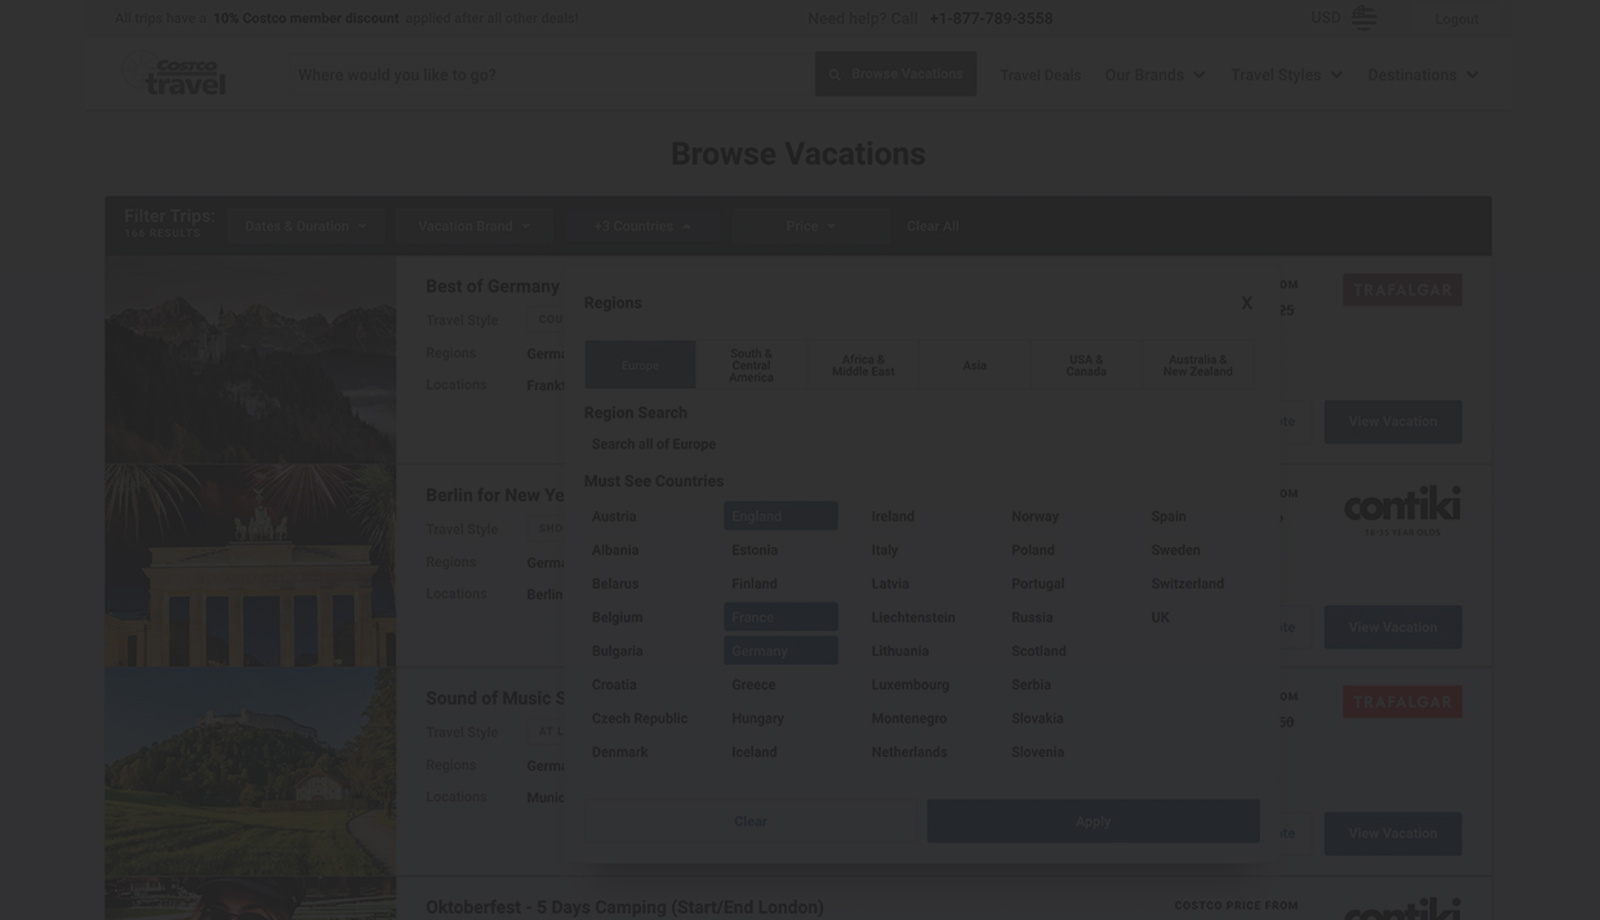 All trips have a 10% Costco member discount applied after all other deals!
Need help? Call +1-877-789-3558
USD
Logout
Costco travel
Where would you like to go?
Browse Vacations
Travel Deals
Our Brands
Travel Styles
Destinations
Browse Vacations
Filter Trips:
166 RESULTS
Dates & Duration
Vacation Brand
+3 Countries
Price
Clear All
Best of Germany
Travel Style COU
Regions Germa
Locations Frankf
OM
25
TRAFALGAR
View Vacation
Regions
X
Europe
South & Central America
Africa & Middle East
Asia
USA & Canada
Australia & New Zealand
Region Search
Search all of Europe
Must See Countries
Austria England Ireland Norway Spain
Albania Estonia Italy Poland Sweden
Belarus Finland Latvia Portugal Switzerland
Belgium France Liechtenstein Russia UK
Bulgaria Germany Lithuania Scotland
Croatia Greece Luxembourg Serbia
Czech Republic Hungary Montenegro Slovakia
Denmark Iceland Netherlands Slovenia
Clear
Apply
Berlin for New Ye
Travel Style SHO
Regions Germa
Locations Berlin
OM
contiki
18-35 YEAR OLDS
ote
View Vacation
Sound of Music S
Travel Style AT L
Regions Germa
Locations Munic
OM
60
TRAFALGAR
ote
View Vacation
Oktoberfest - 5 Days Camping (Start/End London)
COSTCO PRICE FROM
contiki